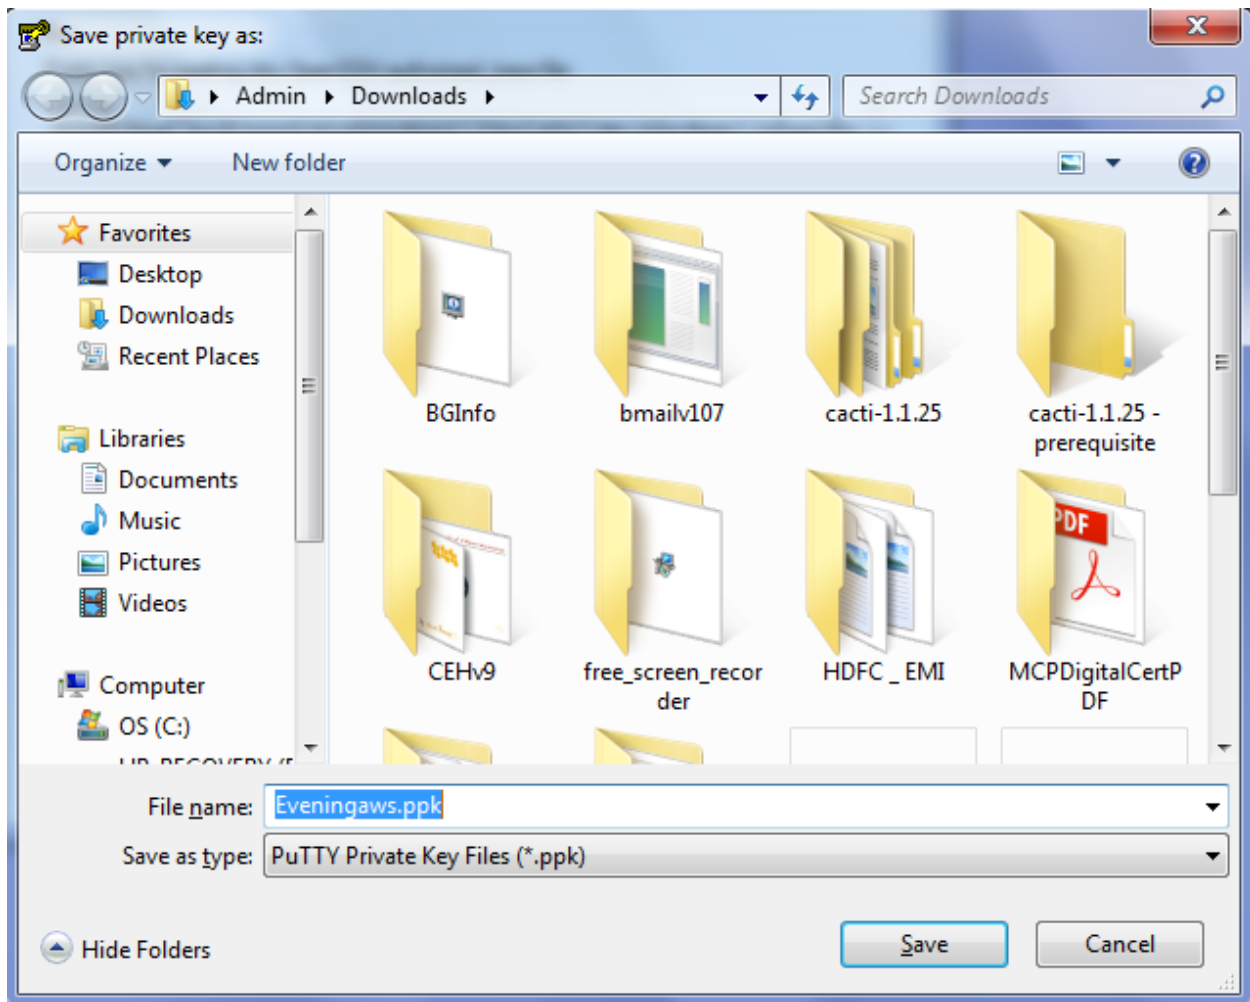 Save private key as:
Admin Downloads
Search Downloads
Organize
New folder
Favorites
Desktop
Downloads
Recent Places
Libraries
Documents
Music
Pictures
Videos
Computer
OS (C:)
BGInfo
bmailv107
cacti-1.1.25
cacti-1.1.25 -
prerequisite
CEHv9
free_screen_recor
der
HDFC _ EMI
PDF
MCPDigitalCertP
DF
File name: Eveningaws.ppk
Save as type: PuTTY Private Key Files (*.ppk)
Hide Folders
Save
Cancel